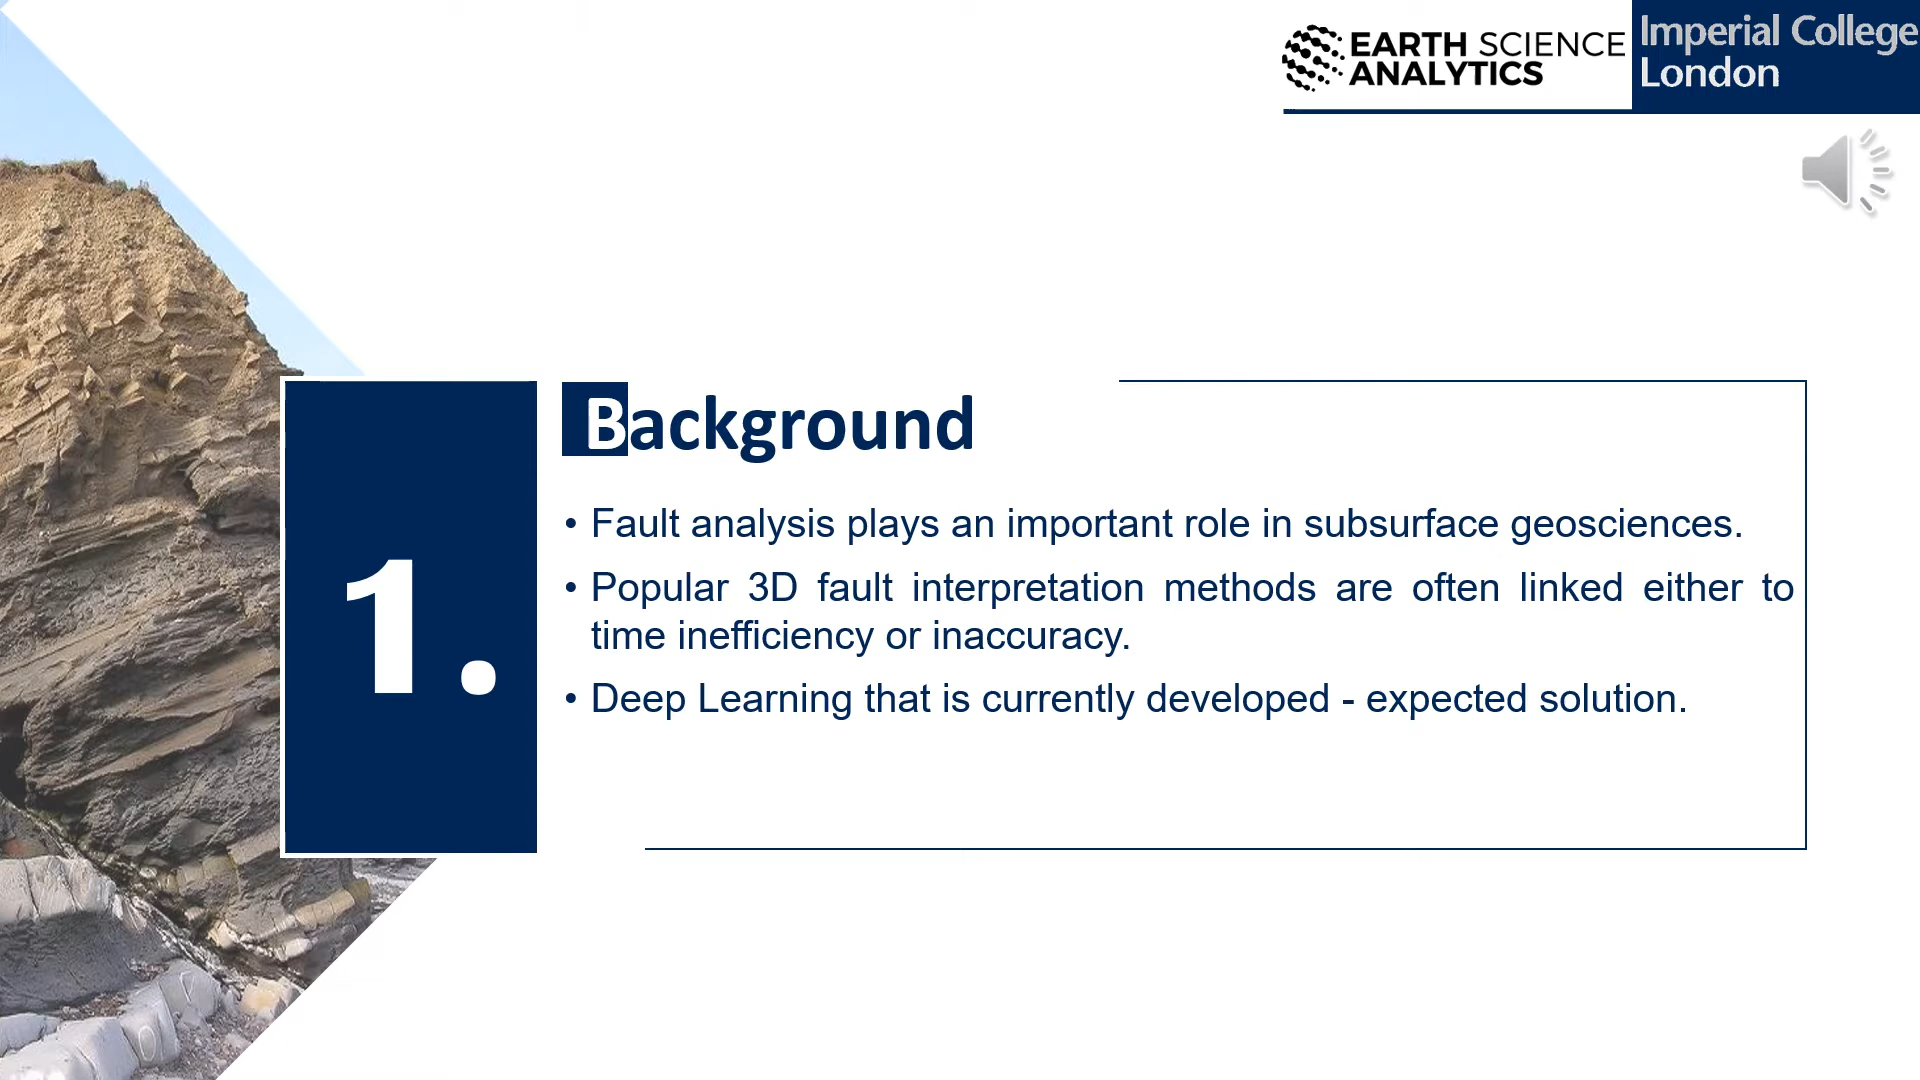 EARTH SCIENCE
ANALYTICS
Imperial College
London
1.
Background
• Fault analysis plays an important role in subsurface geosciences.
• Popular 3D fault interpretation methods are often linked either to
time inefficiency or inaccuracy.
• Deep Learning that is currently developed - expected solution.